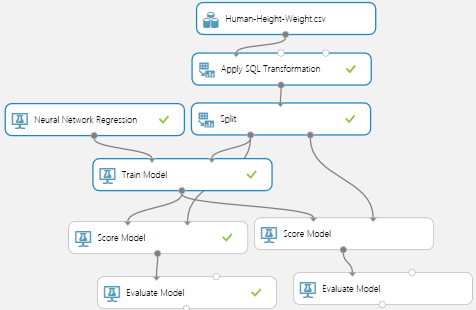 Human-Height-Weight.csv
Apply SQL Transformation
Neural Network Regression
Split
Train Model
Score Model
Score Model
Evaluate Model
Evaluate Model